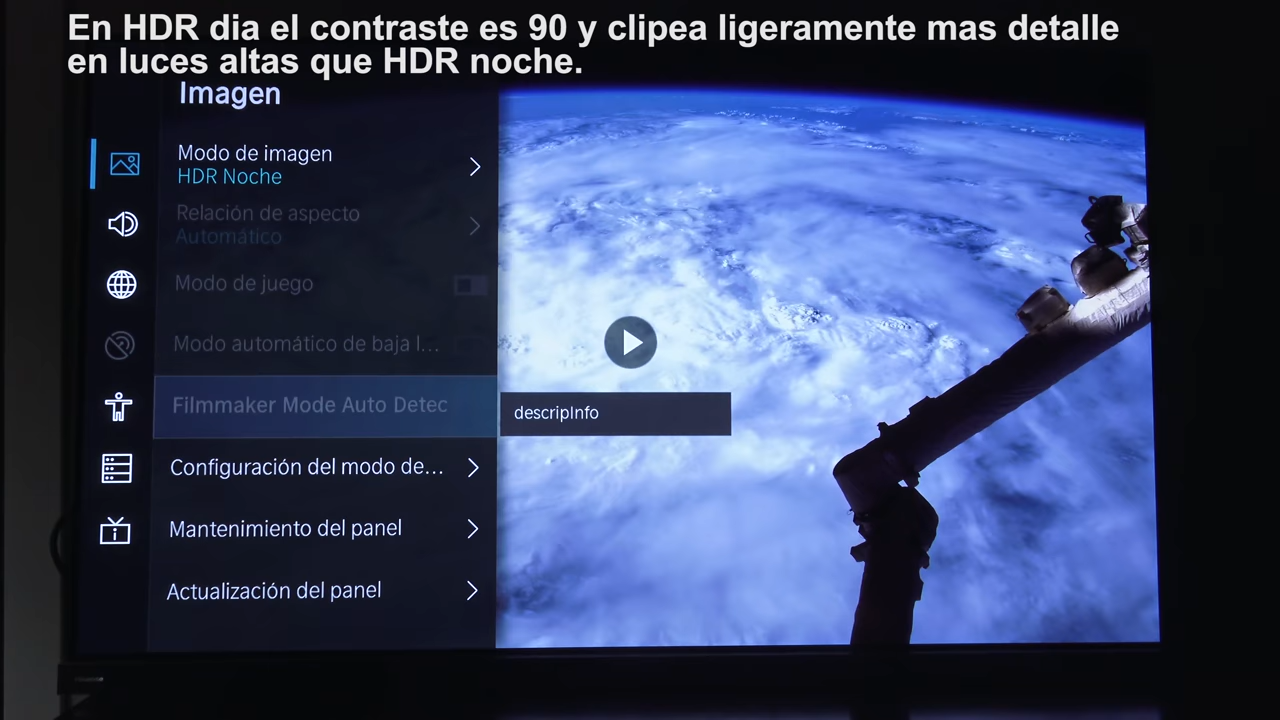 En HDR dia el contraste es 90 y clipea ligeramente mas detalle
en luces altas que HDR noche.
Imagen
Modo de imagen
HDR Noche
Relación de aspecto
Automático
Modo de juego
Modo automático de baja l...
Filmmaker Mode Auto Detec
descripInfo
Configuración del modo de...
Mantenimiento del panel
Actualización del panel